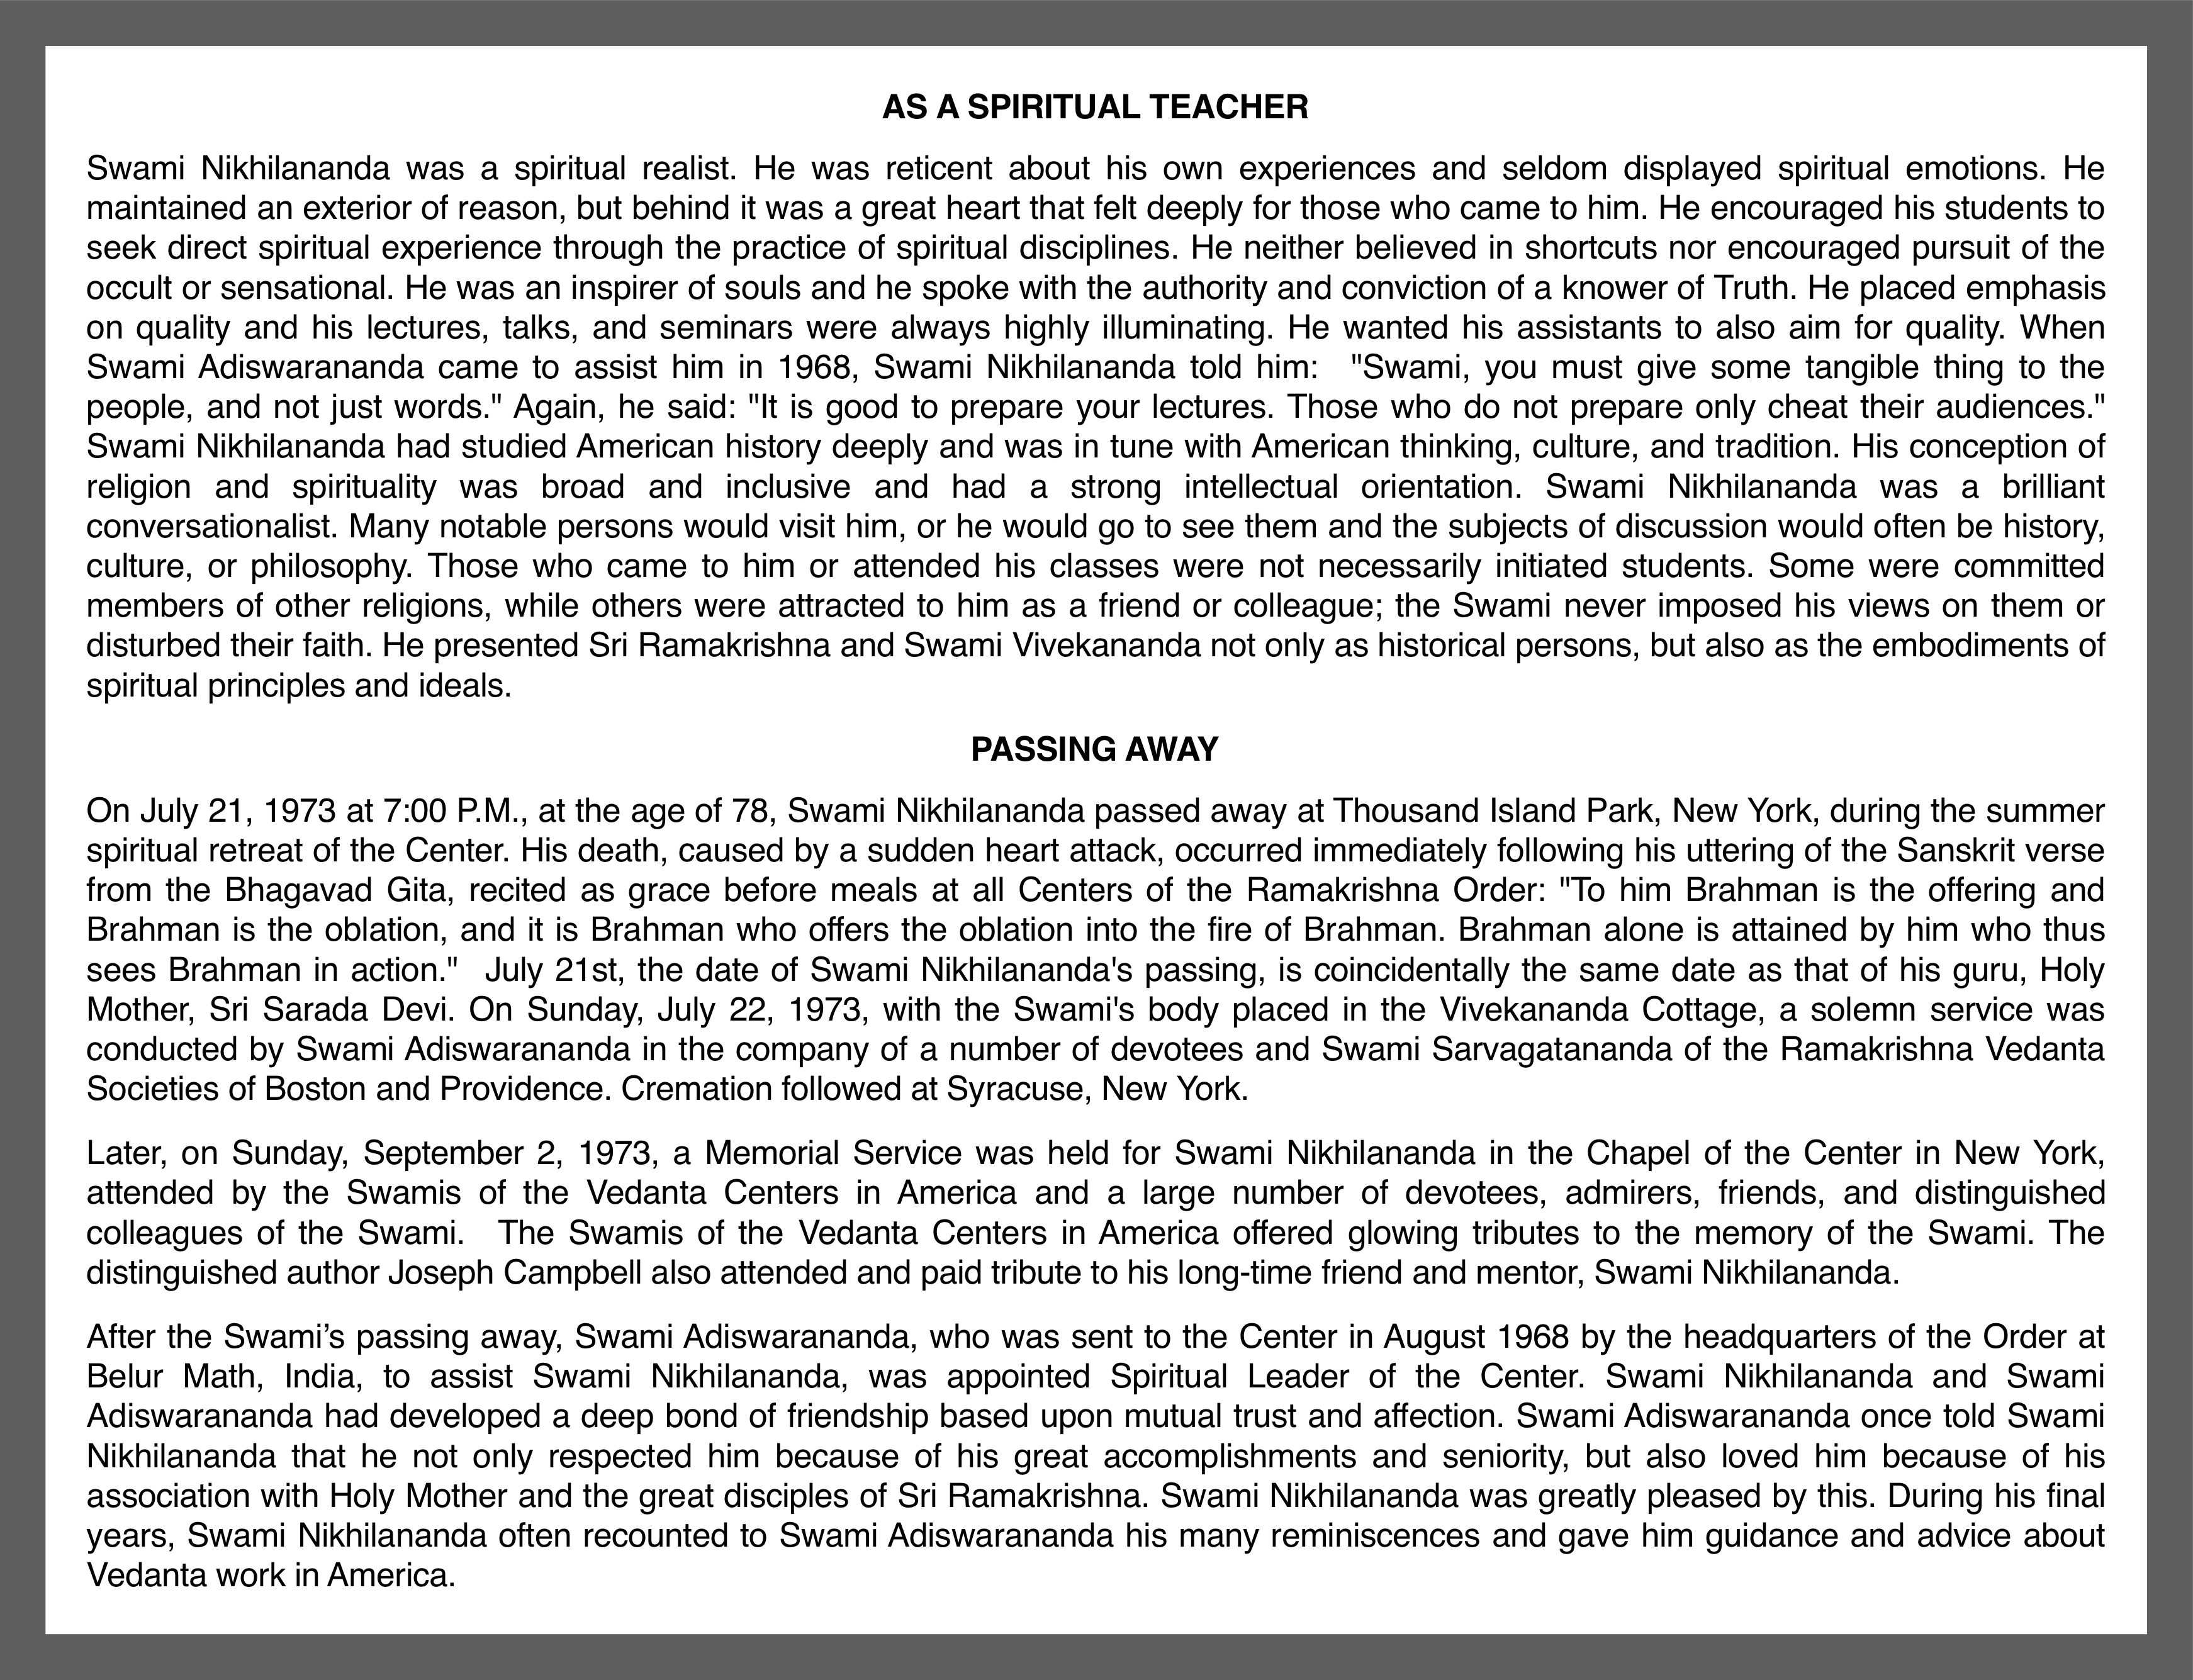 AS A SPIRITUAL TEACHER
Swami Nikhilananda was a spiritual realist. He was reticent about his own experiences and seldom displayed spiritual emotions. He
maintained an exterior of reason, but behind it was a great heart that felt deeply for those who came to him. He encouraged his students to
seek direct spiritual experience through the practice of spiritual disciplines. He neither believed in shortcuts nor encouraged pursuit of the
occult or sensational. He was an inspirer of souls and he spoke with the authority and conviction of a knower of Truth. He placed emphasis
on quality and his lectures, talks, and seminars were always highly illuminating. He wanted his assistants to also aim for quality. When
Swami Adiswarananda came to assist him in 1968, Swami Nikhilananda told him:  "Swami, you must give some tangible thing to the
people, and not just words." Again, he said: "It is good to prepare your lectures. Those who do not prepare only cheat their audiences."
Swami Nikhilananda had studied American history deeply and was in tune with American thinking, culture, and tradition. His conception of
religion and spirituality was broad and inclusive and had a strong intellectual orientation. Swami Nikhilananda was a brilliant
conversationalist. Many notable persons would visit him, or he would go to see them and the subjects of discussion would often be history,
culture, or philosophy. Those who came to him or attended his classes were not necessarily initiated students. Some were committed
members of other religions, while others were attracted to him as a friend or colleague; the Swami never imposed his views on them or
disturbed their faith. He presented Sri Ramakrishna and Swami Vivekananda not only as historical persons, but also as the embodiments of
spiritual principles and ideals.
PASSING AWAY
On July 21, 1973 at 7:00 P.M., at the age of 78, Swami Nikhilananda passed away at Thousand Island Park, New York, during the summer
spiritual retreat of the Center. His death, caused by a sudden heart attack, occurred immediately following his uttering of the Sanskrit verse
from the Bhagavad Gita, recited as grace before meals at all Centers of the Ramakrishna Order: "To him Brahman is the offering and
Brahman is the oblation, and it is Brahman who offers the oblation into the fire of Brahman. Brahman alone is attained by him who thus
sees Brahman in action."  July 21st, the date of Swami Nikhilananda's passing, is coincidentally the same date as that of his guru, Holy
Mother, Sri Sarada Devi. On Sunday, July 22, 1973, with the Swami's body placed in the Vivekananda Cottage, a solemn service was
conducted by Swami Adiswarananda in the company of a number of devotees and Swami Sarvagatananda of the Ramakrishna Vedanta
Societies of Boston and Providence. Cremation followed at Syracuse, New York.
Later, on Sunday, September 2, 1973, a Memorial Service was held for Swami Nikhilananda in the Chapel of the Center in New York,
attended by the Swamis of the Vedanta Centers in America and a large number of devotees, admirers, friends, and distinguished
colleagues of the Swami.  The Swamis of the Vedanta Centers in America offered glowing tributes to the memory of the Swami. The
distinguished author Joseph Campbell also attended and paid tribute to his long-time friend and mentor, Swami Nikhilananda.
After the Swami’s passing away, Swami Adiswarananda, who was sent to the Center in August 1968 by the headquarters of the Order at
Belur Math, India, to assist Swami Nikhilananda, was appointed Spiritual Leader of the Center. Swami Nikhilananda and Swami
Adiswarananda had developed a deep bond of friendship based upon mutual trust and affection. Swami Adiswarananda once told Swami
Nikhilananda that he not only respected him because of his great accomplishments and seniority, but also loved him because of his
association with Holy Mother and the great disciples of Sri Ramakrishna. Swami Nikhilananda was greatly pleased by this. During his final
years, Swami Nikhilananda often recounted to Swami Adiswarananda his many reminiscences and gave him guidance and advice about
Vedanta work in America.